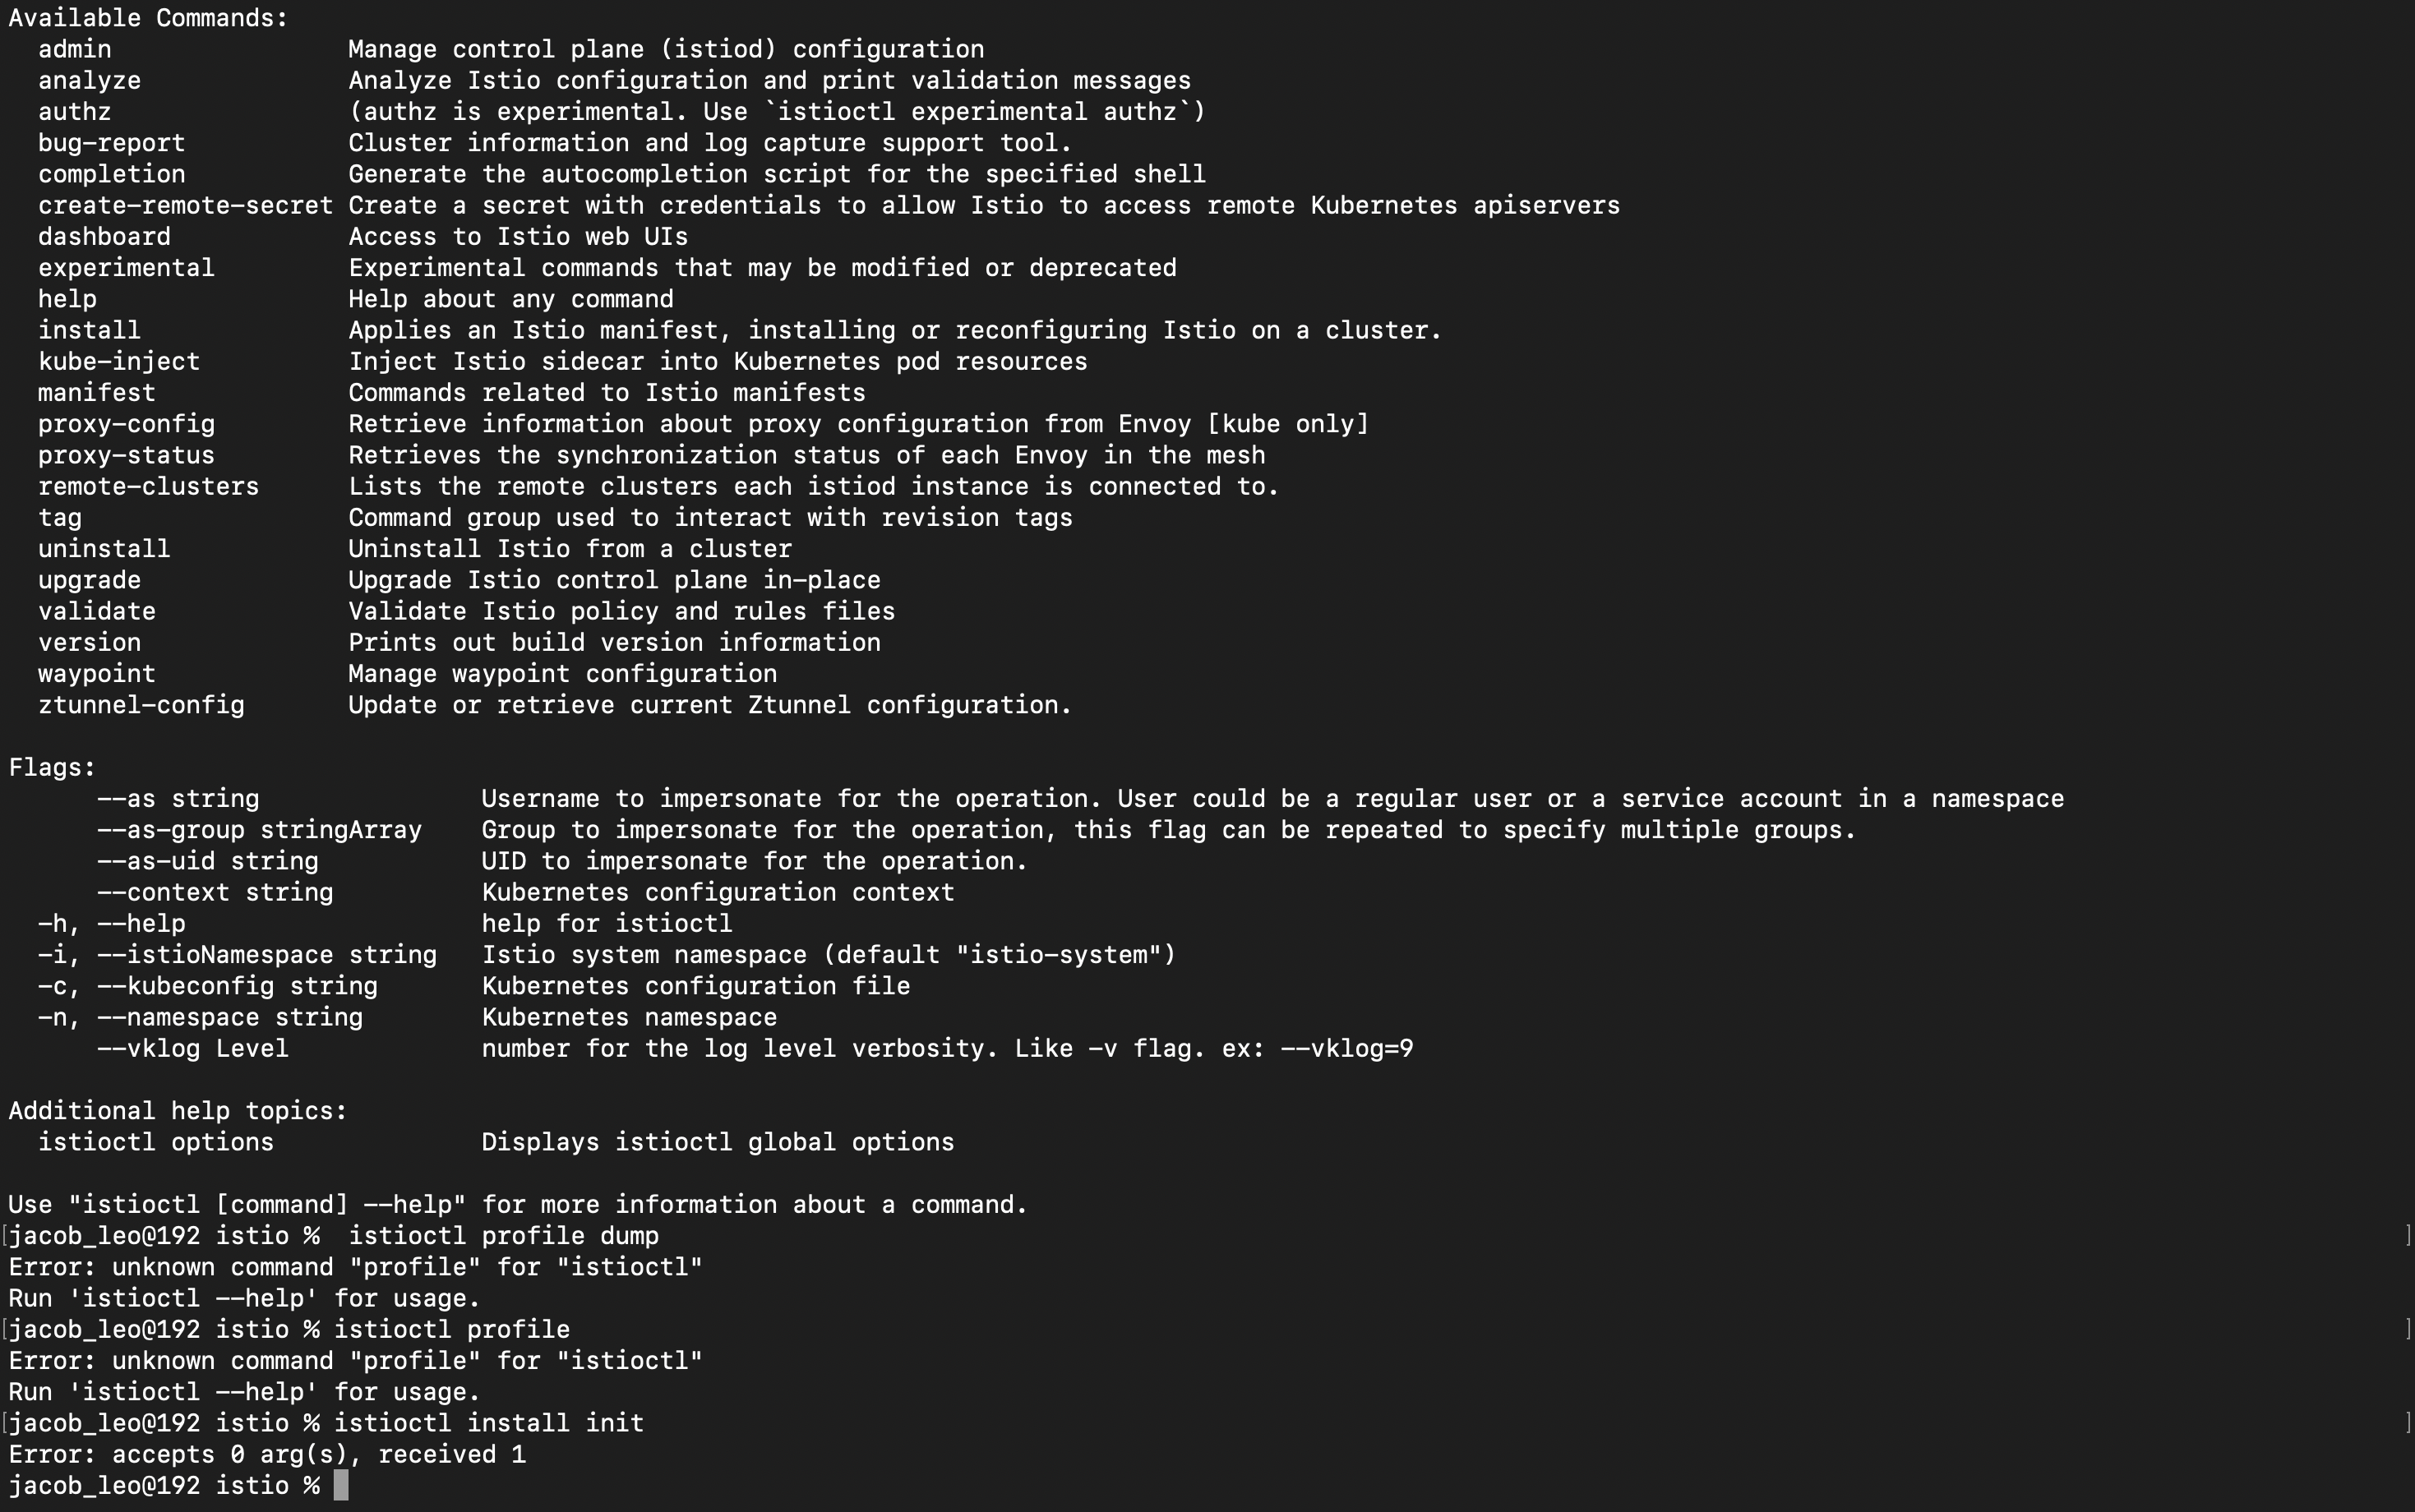 Available Commands:
  admin                Manage control plane (istiod) configuration
  analyze              Analyze Istio configuration and print validation messages
  authz                (authz is experimental. Use `istioctl experimental authz`)
  bug-report           Cluster information and log capture support tool.
  completion           Generate the autocompletion script for the specified shell
  create-remote-secret Create a secret with credentials to allow Istio to access remote Kubernetes apiservers
  dashboard            Access to Istio web UIs
  experimental         Experimental commands that may be modified or deprecated
  help                 Help about any command
  install              Applies an Istio manifest, installing or reconfiguring Istio on a cluster.
  kube-inject          Inject Istio sidecar into Kubernetes pod resources
  manifest             Commands related to Istio manifests
  proxy-config         Retrieve information about proxy configuration from Envoy [kube only]
  proxy-status         Retrieves the synchronization status of each Envoy in the mesh
  remote-clusters      Lists the remote clusters each istiod instance is connected to.
  tag                  Command group used to interact with revision tags
  uninstall            Uninstall Istio from a cluster
  upgrade              Upgrade Istio control plane in-place
  validate             Validate Istio policy and rules files
  version              Prints out build version information
  waypoint             Manage waypoint configuration
  ztunnel-config       Update or retrieve current Ztunnel configuration.

Flags:
      --as string               Username to impersonate for the operation. User could be a regular user or a service account in a namespace
      --as-group stringArray    Group to impersonate for the operation, this flag can be repeated to specify multiple groups.
      --as-uid string           UID to impersonate for the operation.
      --context string          Kubernetes configuration context
  -h, --help                    help for istioctl
  -i, --istioNamespace string   Istio system namespace (default "istio-system")
  -c, --kubeconfig string       Kubernetes configuration file
  -n, --namespace string        Kubernetes namespace
      --vklog Level             number for the log level verbosity. Like -v flag. ex: --vklog=9

Additional help topics:
  istioctl options              Displays istioctl global options

Use "istioctl [command] --help" for more information about a command.
[jacob_leo@192 istio %  istioctl profile dump ]
Error: unknown command "profile" for "istioctl"
Run 'istioctl --help' for usage.
[jacob_leo@192 istio % istioctl profile ]
Error: unknown command "profile" for "istioctl"
Run 'istioctl --help' for usage.
[jacob_leo@192 istio % istioctl install init ]
Error: accepts 0 arg(s), received 1
jacob_leo@192 istio %